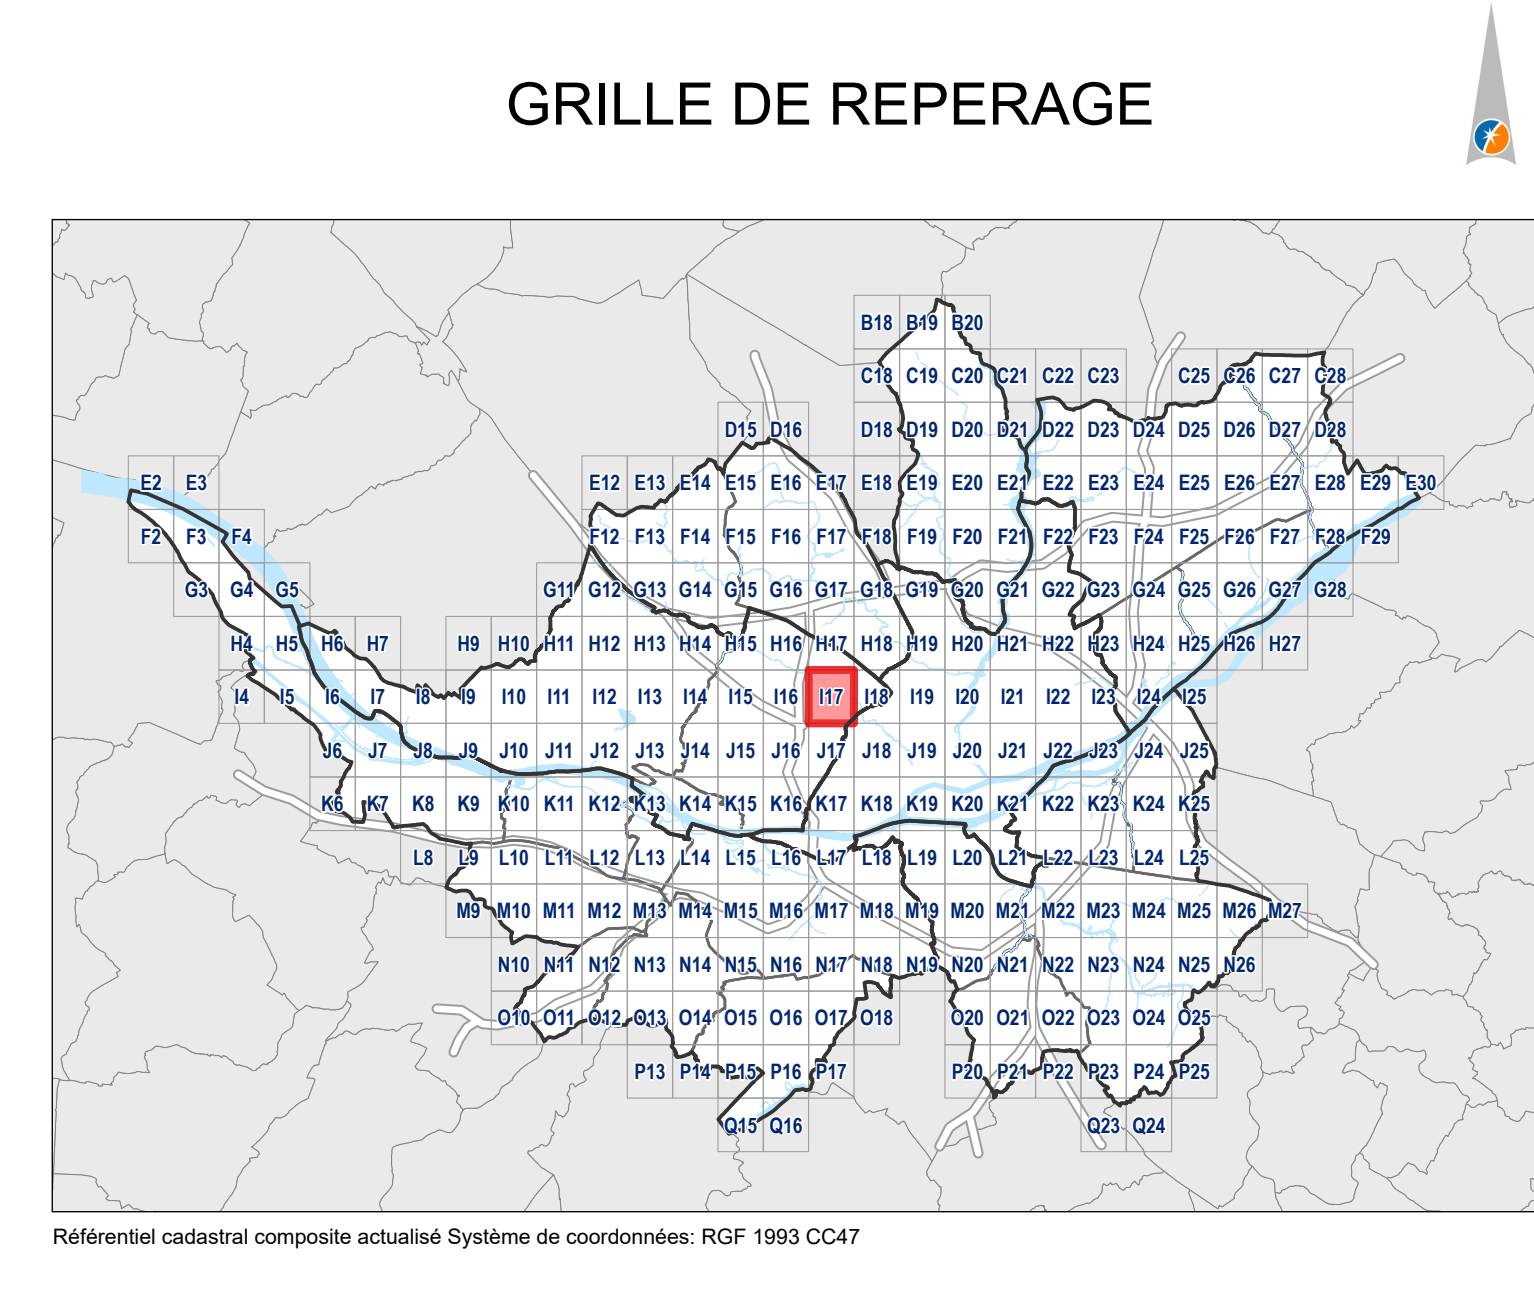 GRILLE DE REPERAGE
B18 B19 B20
C18 C19 C20 C21 C22 C23 C25 C26 C27 C28
D15 D16 D18 D19 D20 D21 D22 D23 D24 D25 D26 D27 D28
E2 E3 E12 E13 E14 E15 E16 E17 E18 E19 E20 E21 E22 E23 E24 E25 E26 E27 E28 E29 E30
F2 F3 F4 F12 F13 F14 F15 F16 F17 F18 F19 F20 F21 F22 F23 F24 F25 F26 F27 F28 F29
G3 G4 G5 G11 G12 G13 G14 G15 G16 G17 G18 G19 G20 G21 G22 G23 G24 G25 G26 G27 G28
H4 H5 H6 H7 H9 H10 H11 H12 H13 H14 H15 H16 H17 H18 H19 H20 H21 H22 H23 H24 H25 H26 H27
I4 I5 I6 I7 I8 I9 I10 I11 I12 I13 I14 I15 I16 I17 I18 I19 I20 I21 I22 I23 I24 I25
J6 J7 J8 J9 J10 J11 J12 J13 J14 J15 J16 J17 J18 J19 J20 J21 J22 J23 J24 J25
K6 K7 K8 K9 K10 K11 K12 K13 K14 K15 K16 K17 K18 K19 K20 K21 K22 K23 K24 K25
L8 L9 L10 L11 L12 L13 L14 L15 L16 L17 L18 L19 L20 L21 L22 L23 L24 L25
M9 M10 M11 M12 M13 M14 M15 M16 M17 M18 M19 M20 M21 M22 M23 M24 M25 M26 M27
N10 N11 N12 N13 N14 N15 N16 N17 N18 N19 N20 N21 N22 N23 N24 N25 N26
O10 O11 O12 O13 O14 O15 O16 O17 O18 O20 O21 O22 O23 O24 O25
P13 P14 P15 P16 P17 P20 P21 P22 P23 P24 P25
Q15 Q16 Q23 Q24
Référentiel cadastral composite actualisé Système de coordonnées: RGF 1993 CC47